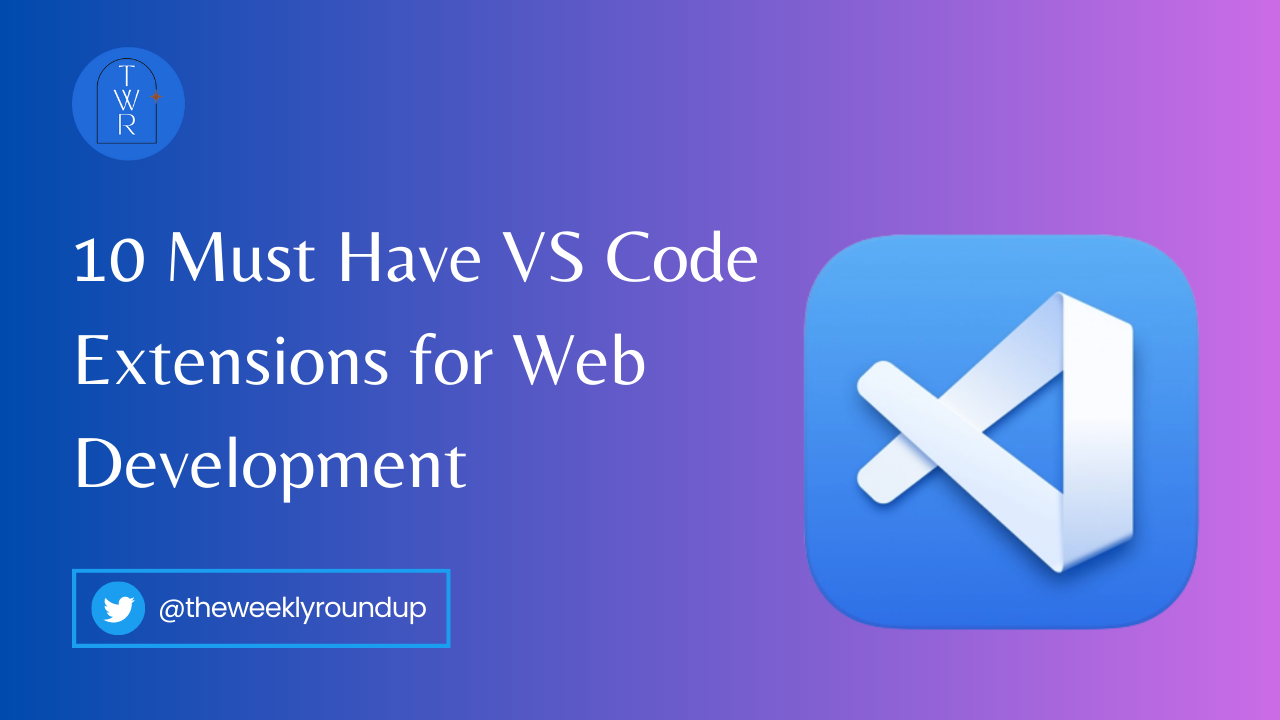 T
W
R
10 Must Have VS Code
Extensions for Web
Development
@theweeklyroundup